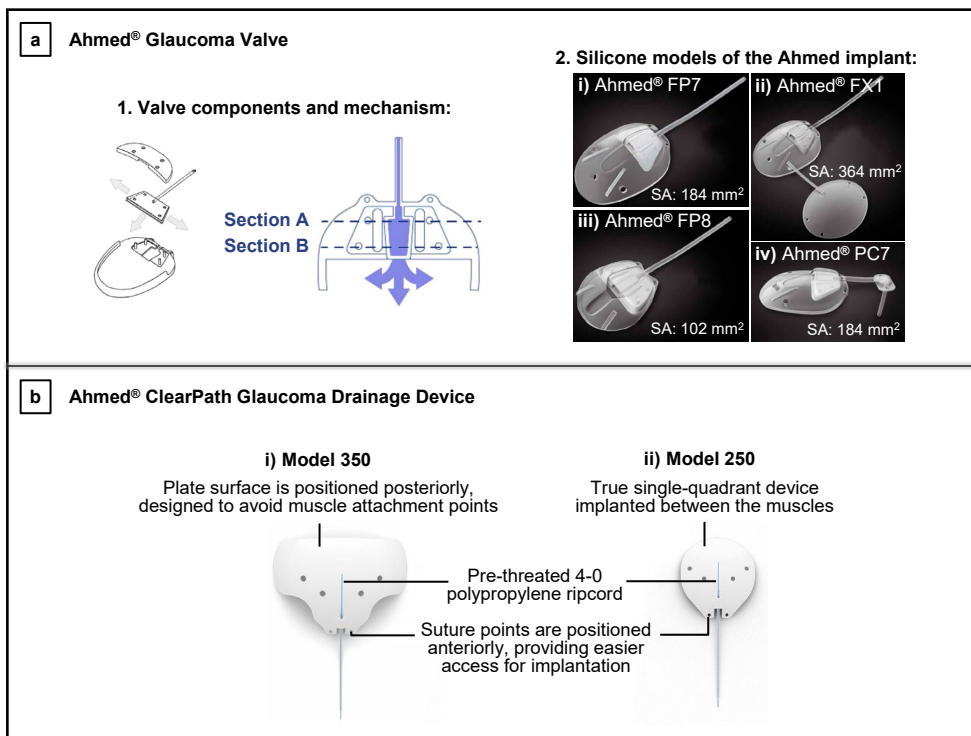 a
Ahmed® Glaucoma Valve
1. Valve components and mechanism:
Section A
Section B
2. Silicone models of the Ahmed implant:
i) Ahmed® FP7
SA: 184 mm²
ii) Ahmed® FX1
SA: 364 mm²
iii) Ahmed® FP8
SA: 102 mm²
iv) Ahmed® PC7
SA: 184 mm²
b
Ahmed® ClearPath Glaucoma Drainage Device
i) Model 350
Plate surface is positioned posteriorly,
designed to avoid muscle attachment points
ii) Model 250
True single-quadrant device
implanted between the muscles
Pre-threated 4-0
polypropylene ripcord
Suture points are positioned
anteriorly, providing easier
access for implantation